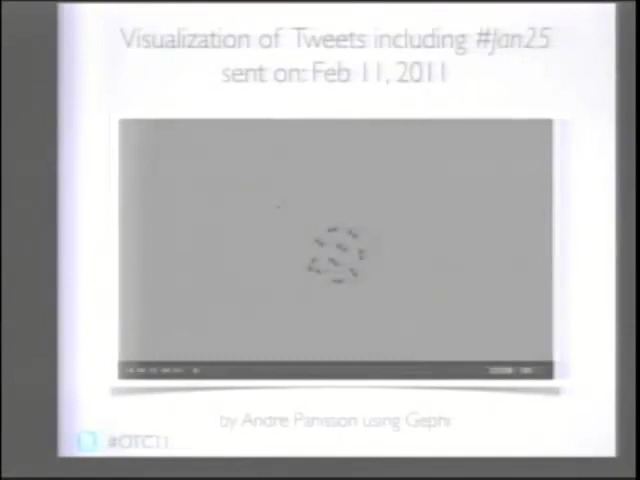 Visualization of Tweets including #Jan25
sent on: Feb 11, 2011
by Andre Panisson using Gephi
#OTC11